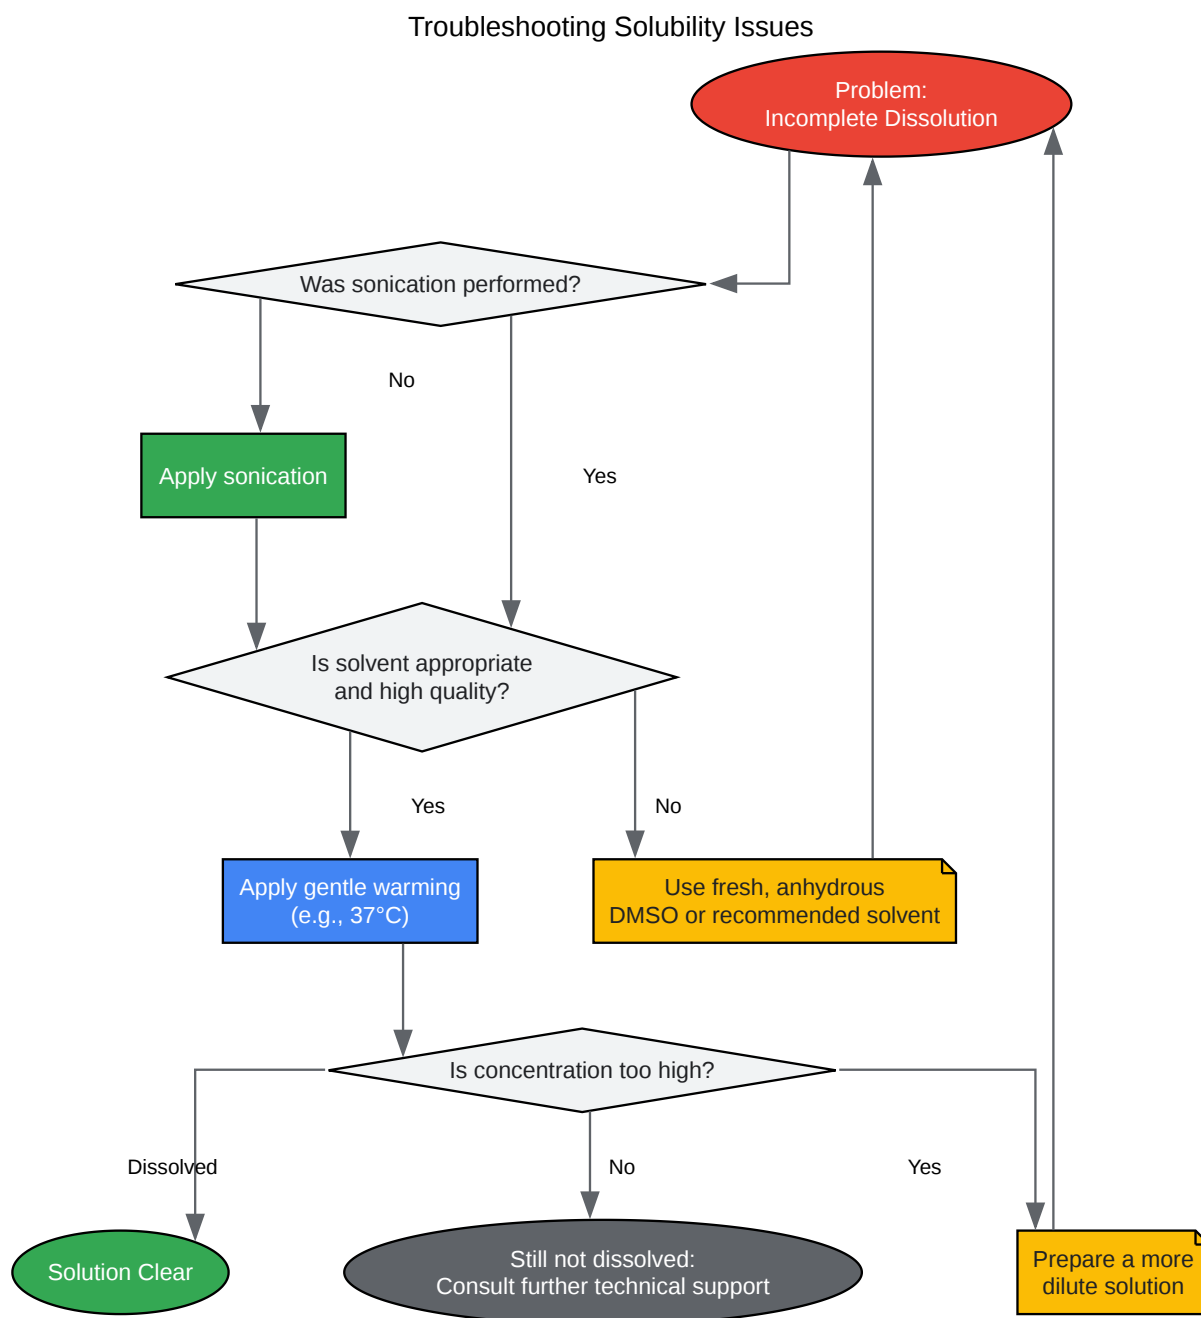 Troubleshooting Solubility Issues
Problem:
Incomplete Dissolution
Was sonication performed?
No
Apply sonication
Yes
Is solvent appropriate
and high quality?
Yes
No
Apply gentle warming
(e.g., 37°C)
Use fresh, anhydrous
DMSO or recommended solvent
Is concentration too high?
Dissolved
No
Yes
Solution Clear
Still not dissolved:
Consult further technical support
Prepare a more
dilute solution